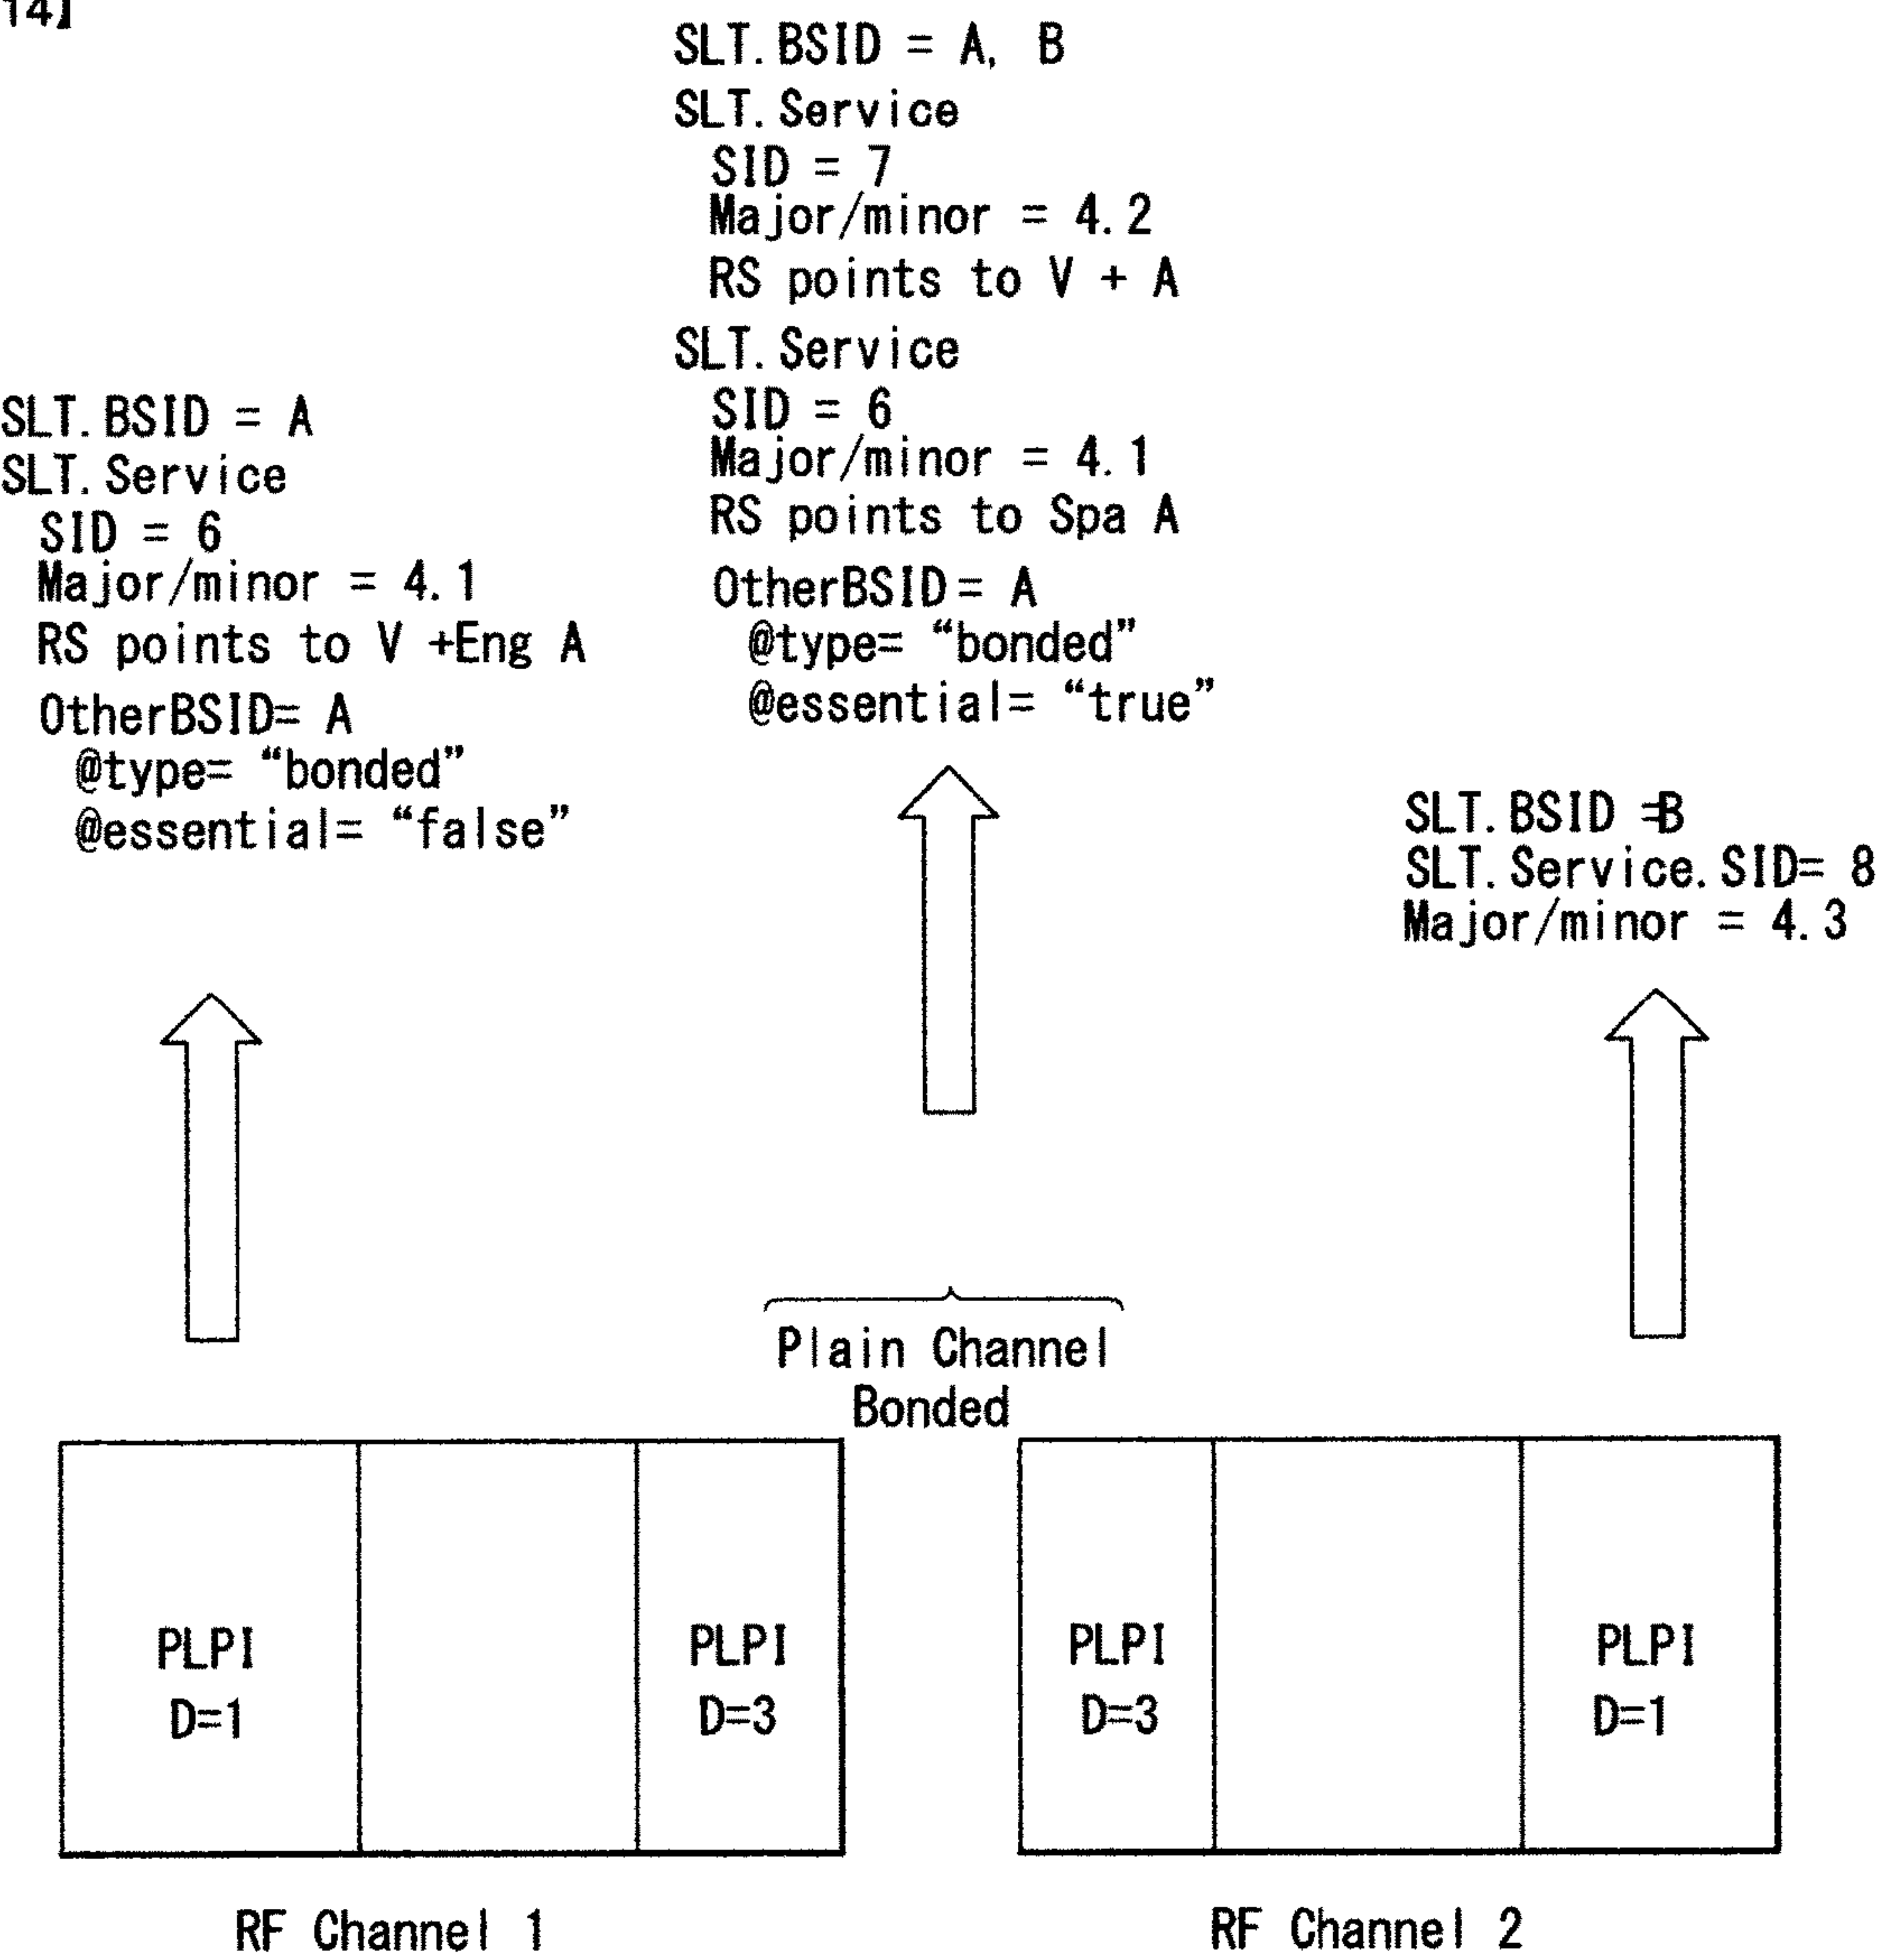 14】
SLT.BSID = A, B
SLT.Service
SID = 7
Major/minor = 4.2
RS points to V + A
SLT.Service
SID = 6
Major/minor = 4.1
RS points to Spa A
OtherBSID= A
@type= “bonded”
@essential= “true”
SLT.BSID = A
SLT.Service
SID = 6
Major/minor = 4.1
RS points to V +Eng A
OtherBSID= A
@type= “bonded”
@essential= “false”
SLT.BSID =B
SLT.Service.SID= 8
Major/minor = 4.3
Plain Channel
Bonded
PLPI
D=1
PLPI
D=3
PLPI
D=3
PLPI
D=1
RF Channel 1
RF Channel 2